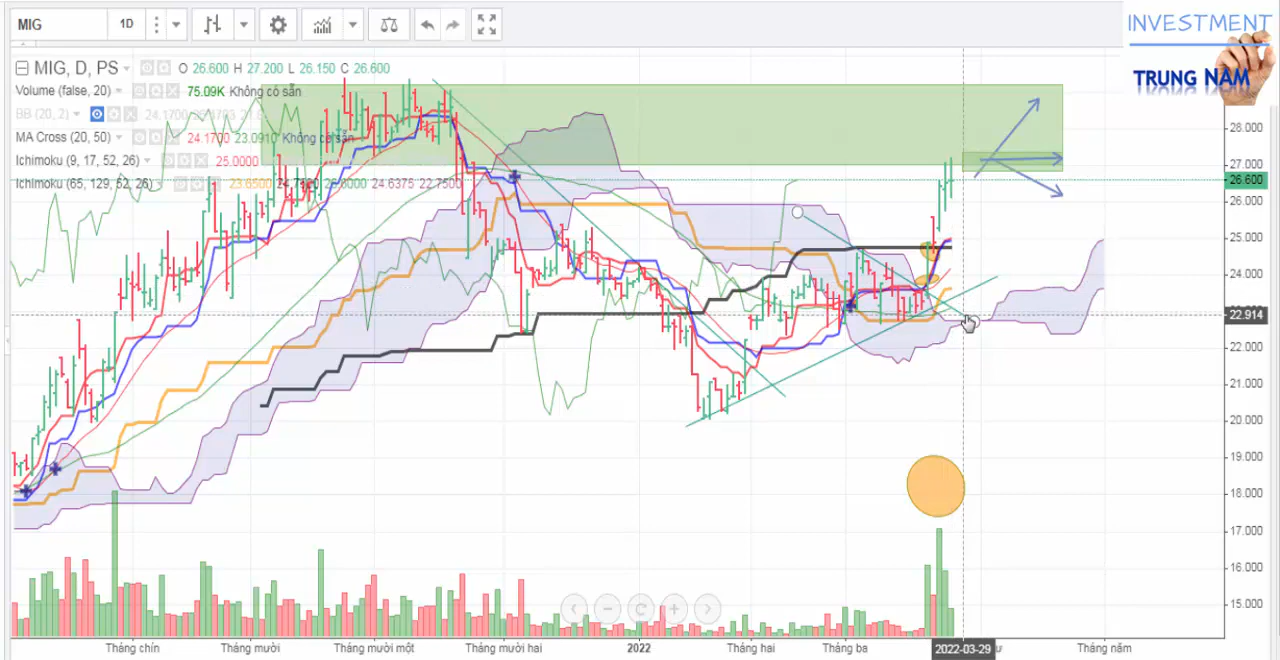 MIG 1D
INVESTMENT
TRUNG NAM
MIG, D, PS O 26.600 H 27.200 L 26.150 C 26.600
Volume (false, 20) 75.09K Không có sẵn
BB (20, 2)
MA Cross (20, 50) 24.1700 23.0910 Không có sẵn
Ichimoku (9, 17, 52, 26) 25.0000
Ichimoku (65, 129, 52, 26) 23.6500 24.6375 22.7500
28.000
27.000
26.600
26.000
25.000
24.000
22.914
22.000
21.000
20.000
19.000
18.000
17.000
16.000
15.000
Tháng chín Tháng mười Tháng mười một Tháng mười hai 2022 Tháng hai Tháng ba 2022-03-29 Tháng năm